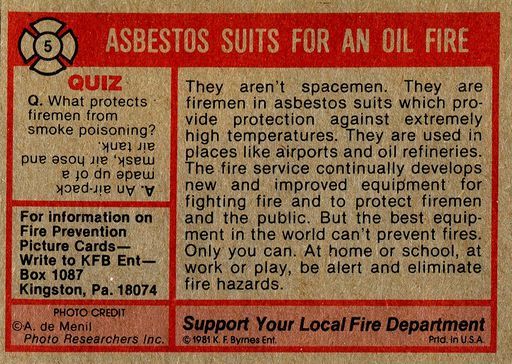 5
ASBESTOS SUITS FOR AN OIL FIRE
QUIZ
Q. What protects
firemen from
smoke poisoning?
A. An air-pack
made up of a
mask, air hose and
air tank.
For information on
Fire Prevention
Picture Cards—
Write to KFB Ent—
Box 1087
Kingston, Pa. 18074
PHOTO CREDIT
©A. de Menil
Photo Researchers Inc.
They aren't spacemen. They are
firemen in asbestos suits which pro-
vide protection against extremely
high temperatures. They are used in
places like airports and oil refineries.
The fire service continually develops
new and improved equipment for
fighting fire and to protect firemen
and the public. But the best equip-
ment in the world can't prevent fires.
Only you can. At home or school, at
work or play, be alert and eliminate
fire hazards.
Support Your Local Fire Department
©1981 K. F. Byrnes Ent. Prtd. in U.S.A.